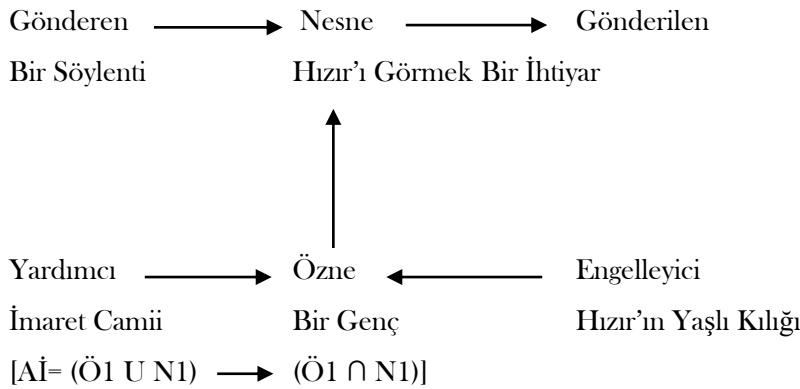 Gönderen Nesne Gönderilen
Bir Söylenti Hızır’ı Görmek Bir İhtiyar
Yardımcı Özne Engelleyici
İmaret Camii Bir Genç Hızır’ın Yaşlı Kılığı
[Aİ= (Ö1 U N1) → (Ö1 ∩ N1)]